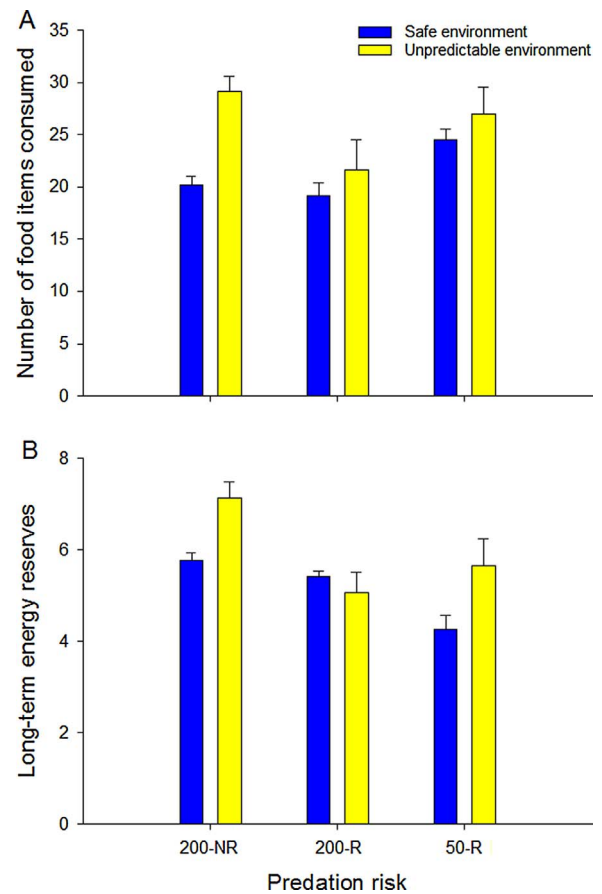 A
35
30
25
20
15
10
5
0
Number of food items consumed
Safe environment
Unpredictable environment
B
8
6
4
2
0
Long-term energy reserves
200-NR 200-R 50-R
Predation risk